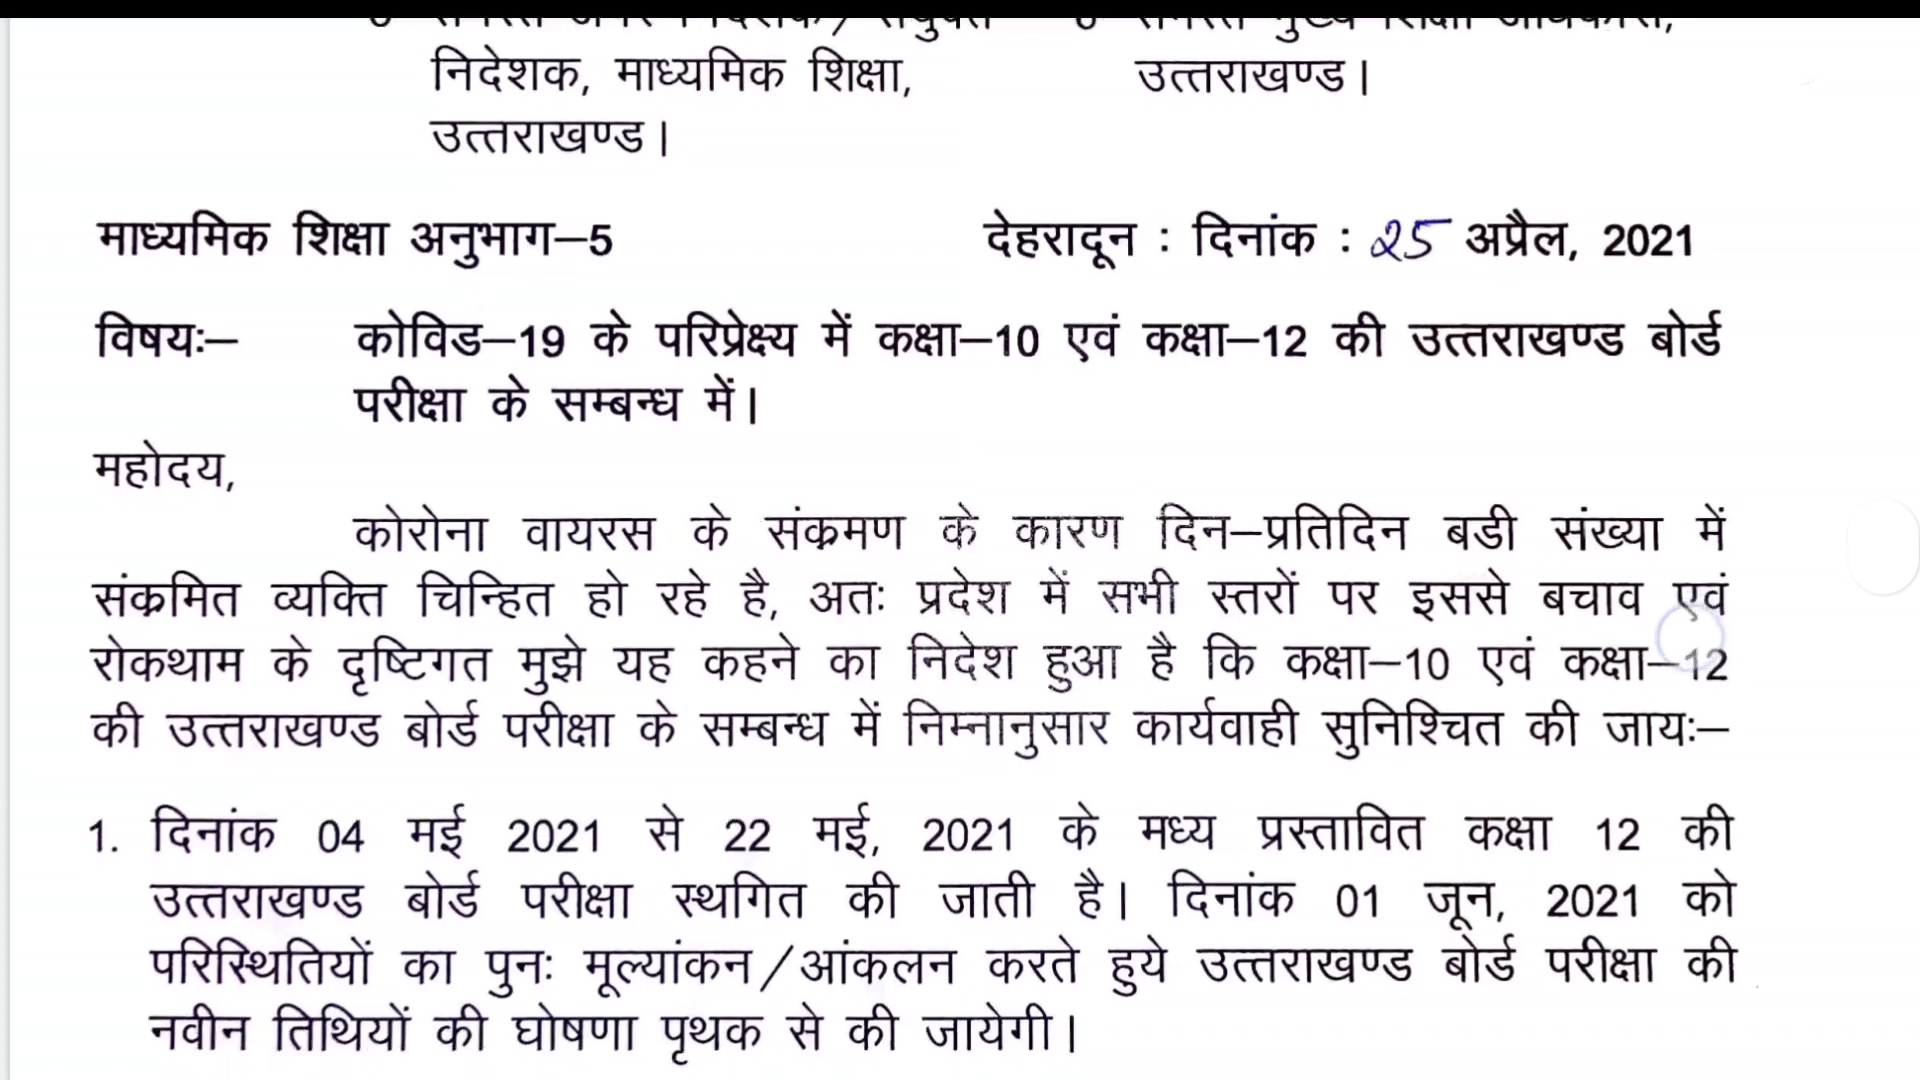 निदेशक, माध्यमिक शिक्षा, उत्तराखण्ड।
उत्तराखण्ड।
माध्यमिक शिक्षा अनुभाग–5 देहरादून : दिनांक : 25 अप्रैल, 2021
विषयः– कोविड–19 के परिप्रेक्ष्य में कक्षा–10 एवं कक्षा–12 की उत्तराखण्ड बोर्ड
परीक्षा के सम्बन्ध में।
महोदय,
कोरोना वायरस के संक्रमण के कारण दिन–प्रतिदिन बडी संख्या में
संक्रमित व्यक्ति चिन्हित हो रहे है, अतः प्रदेश में सभी स्तरों पर इससे बचाव एवं
रोकथाम के दृष्टिगत मुझे यह कहने का निदेश हुआ है कि कक्षा–10 एवं कक्षा–12
की उत्तराखण्ड बोर्ड परीक्षा के सम्बन्ध में निम्नानुसार कार्यवाही सुनिश्चित की जायः–
1. दिनांक 04 मई 2021 से 22 मई, 2021 के मध्य प्रस्तावित कक्षा 12 की
उत्तराखण्ड बोर्ड परीक्षा स्थगित की जाती है। दिनांक 01 जून, 2021 को
परिस्थितियों का पुनः मूल्यांकन/आंकलन करते हुये उत्तराखण्ड बोर्ड परीक्षा की
नवीन तिथियों की घोषणा पृथक से की जायेगी।